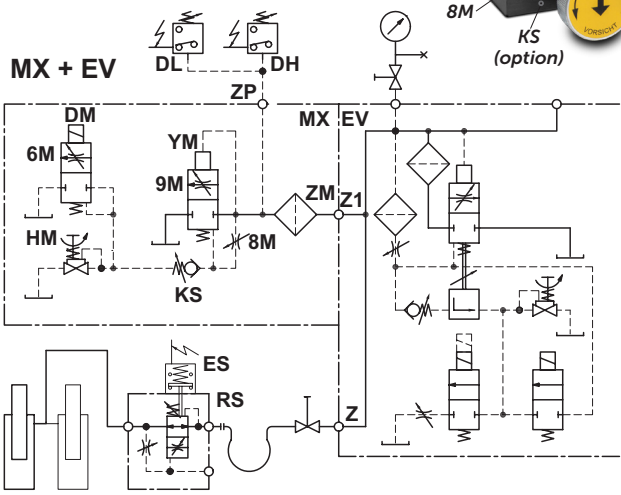 8M
KS
(option)
VORSICHT
MX + EV
DL
DH
ZP
MX EV
DM
6M
YM
9M
ZM
Z1
HM
8M
KS
ES
RS
Z